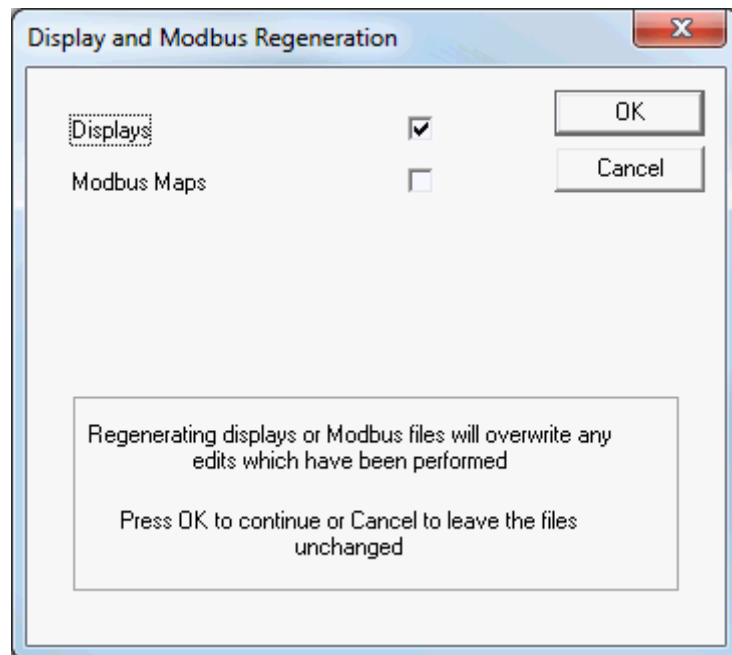 Display and Modbus Regeneration
Displays
OK
Modbus Maps
Cancel
Regenerating displays or Modbus files will overwrite any
edits which have been performed
Press OK to continue or Cancel to leave the files
unchanged